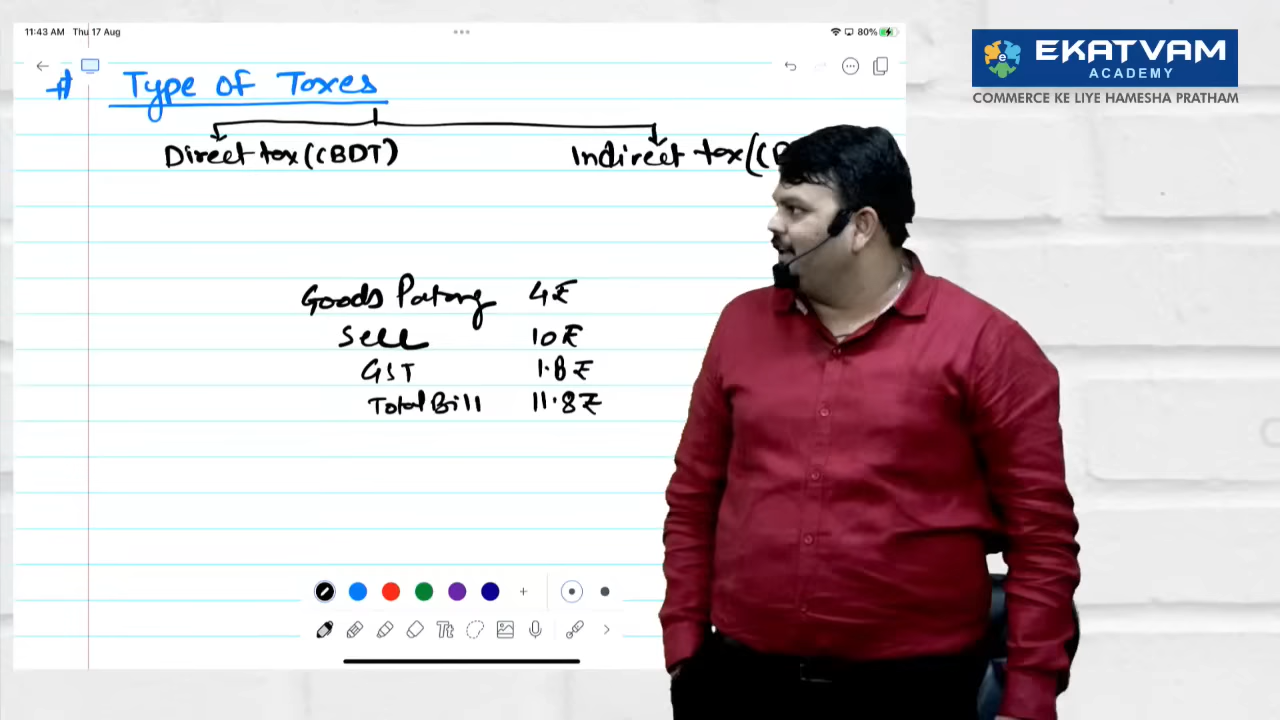 11:43 AM Thu 17 Aug
80%
EKATVAM
ACADEMY
COMMERCE KE LIYE HAMESHA PRATHAM
# Type of Taxes
Direct tax (CBDT)
Indirect tax (
Goods Patang 4₹
Sell 10₹
GST 1.8₹
Total Bill 11.8₹
Tt